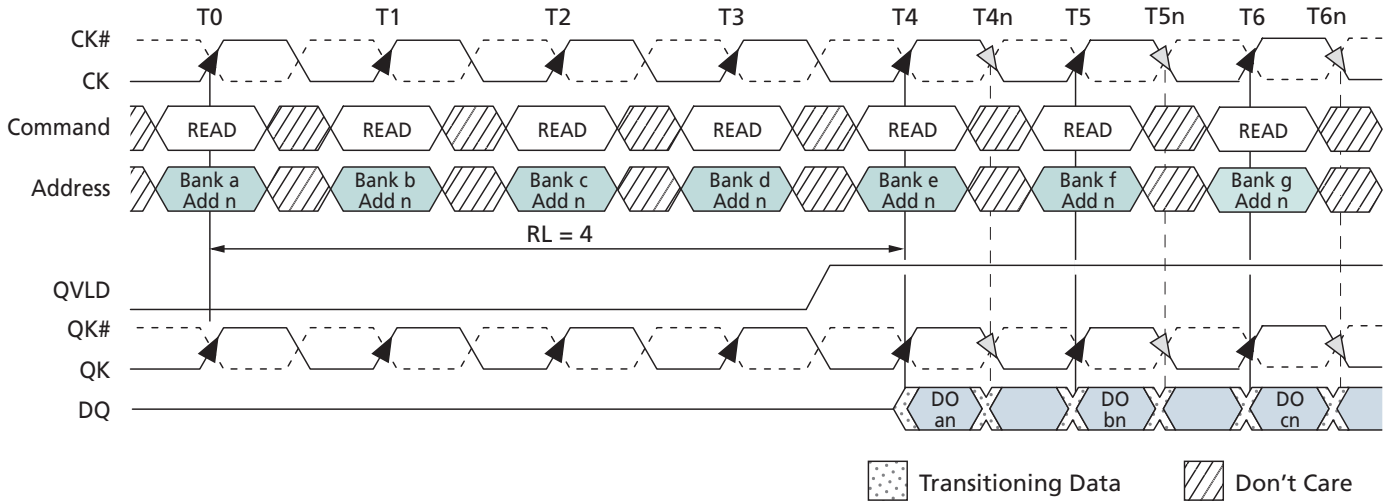 T0 T1 T2 T3 T4 T4n T5 T5n T6 T6n
CK#
CK
Command READ READ READ READ READ READ READ
Address Bank a Bank b Bank c Bank d Bank e Bank f Bank g
Add n Add n Add n Add n Add n Add n Add n
RL = 4
QVLD
QK#
QK
DQ DO DO DO
an bn cn
Transitioning Data Don't Care